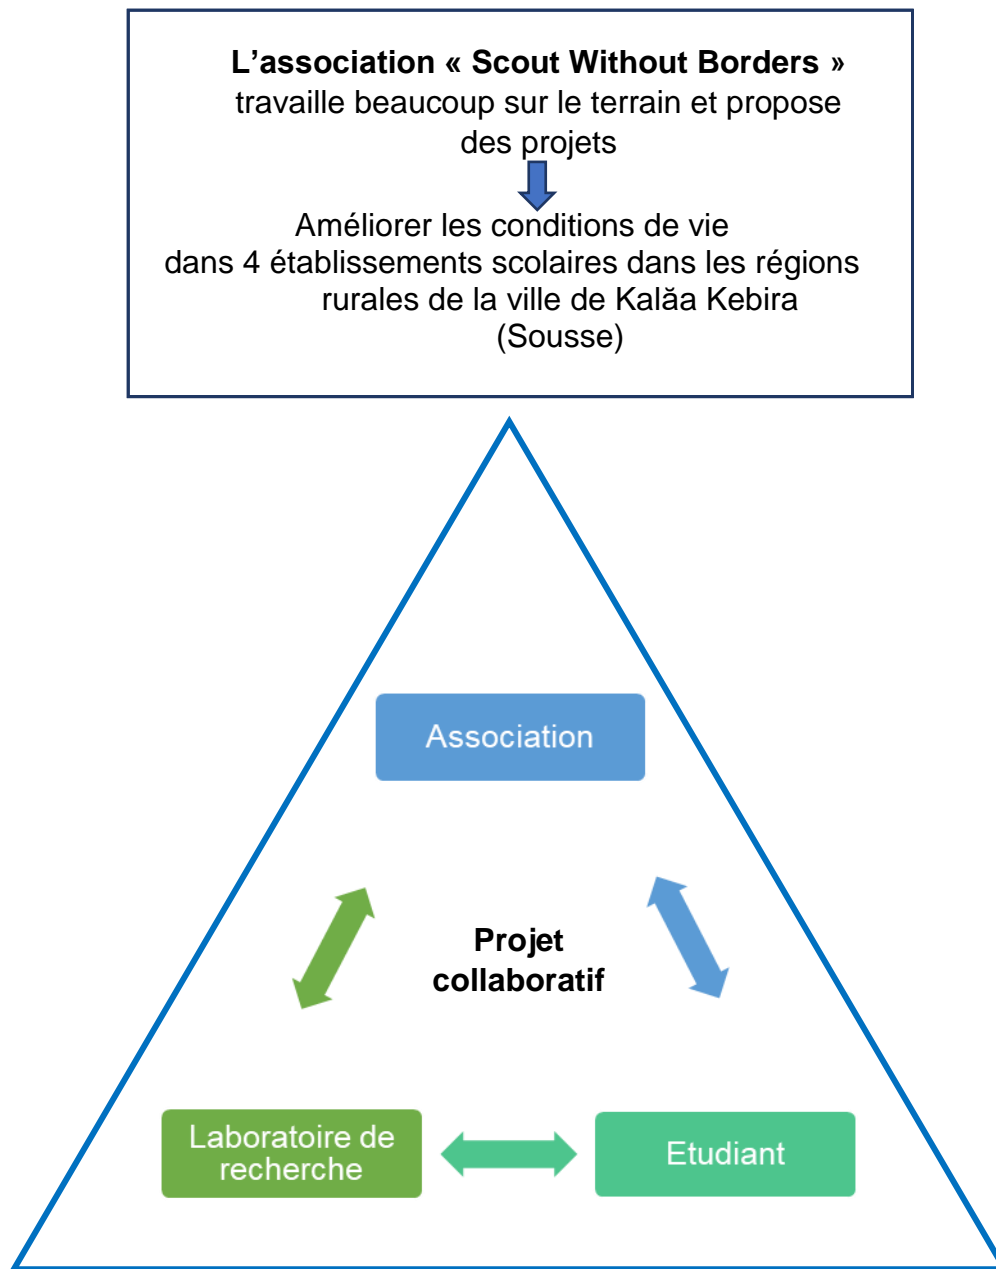 L’association « Scout Without Borders »
travaille beaucoup sur le terrain et propose
des projets
Améliorer les conditions de vie
dans 4 établissements scolaires dans les régions
rurales de la ville de Kalăa Kebira
(Sousse)
Association
Projet
collaboratif
Laboratoire de
recherche
Etudiant